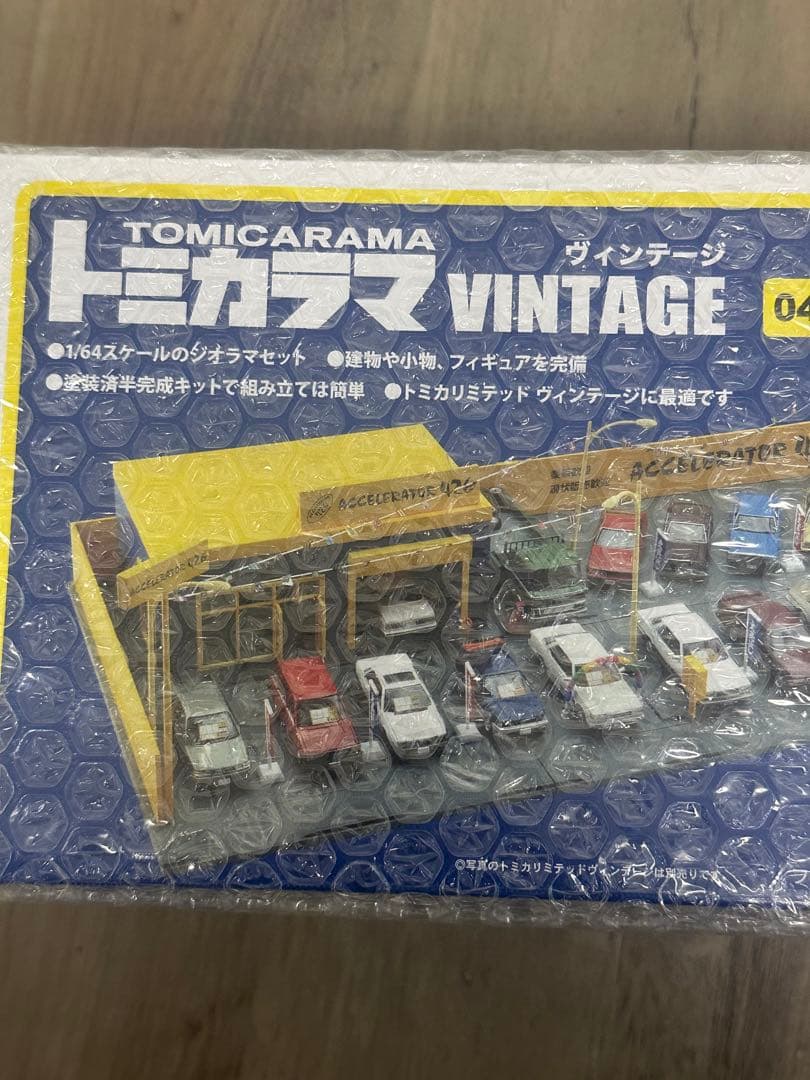 TOMICARAMA
トミカラマ
ヴィンテージ
VINTAGE
04
●1/64スケールのジオラマセット ●建物や小物、フィギュアを完備
●塗装済半完成キットで組み立ては簡単 ●トミカリミテッド ヴィンテージに最適です
ACCELERATOR 426
ACCELERATOR
ACCELERATOR 426
◎写真のトミカリミテッドヴィンテージは別売りです